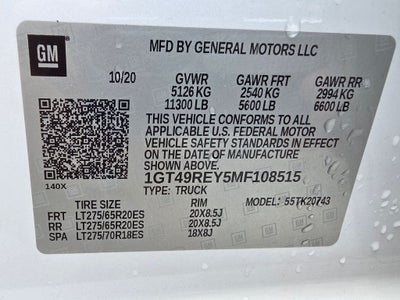 GM
MFD BY GENERAL MOTORS LLC
10/20 GVWR GAWR FRT GAWR RR
5126 KG 2540 KG 2994 KG
11300 LB 5600 LB 6600 LB
THIS VEHICLE CONFORMS TO ALL
APPLICABLE U.S. FEDERAL MOTOR
VEHICLE SAFETY STANDARDS IN EFFECT
ON THE DATE OF MANUFACTURE
SHOWN ABOVE.
140X 1GT49REY5MF108515
TYPE: TRUCK
TIRE SIZE RIM MODEL: 55TK20743
FRT LT275/65R20ES 20X8.5J
RR LT275/65R20ES 20X8.5J
SPA LT275/70R18ES 18X8J